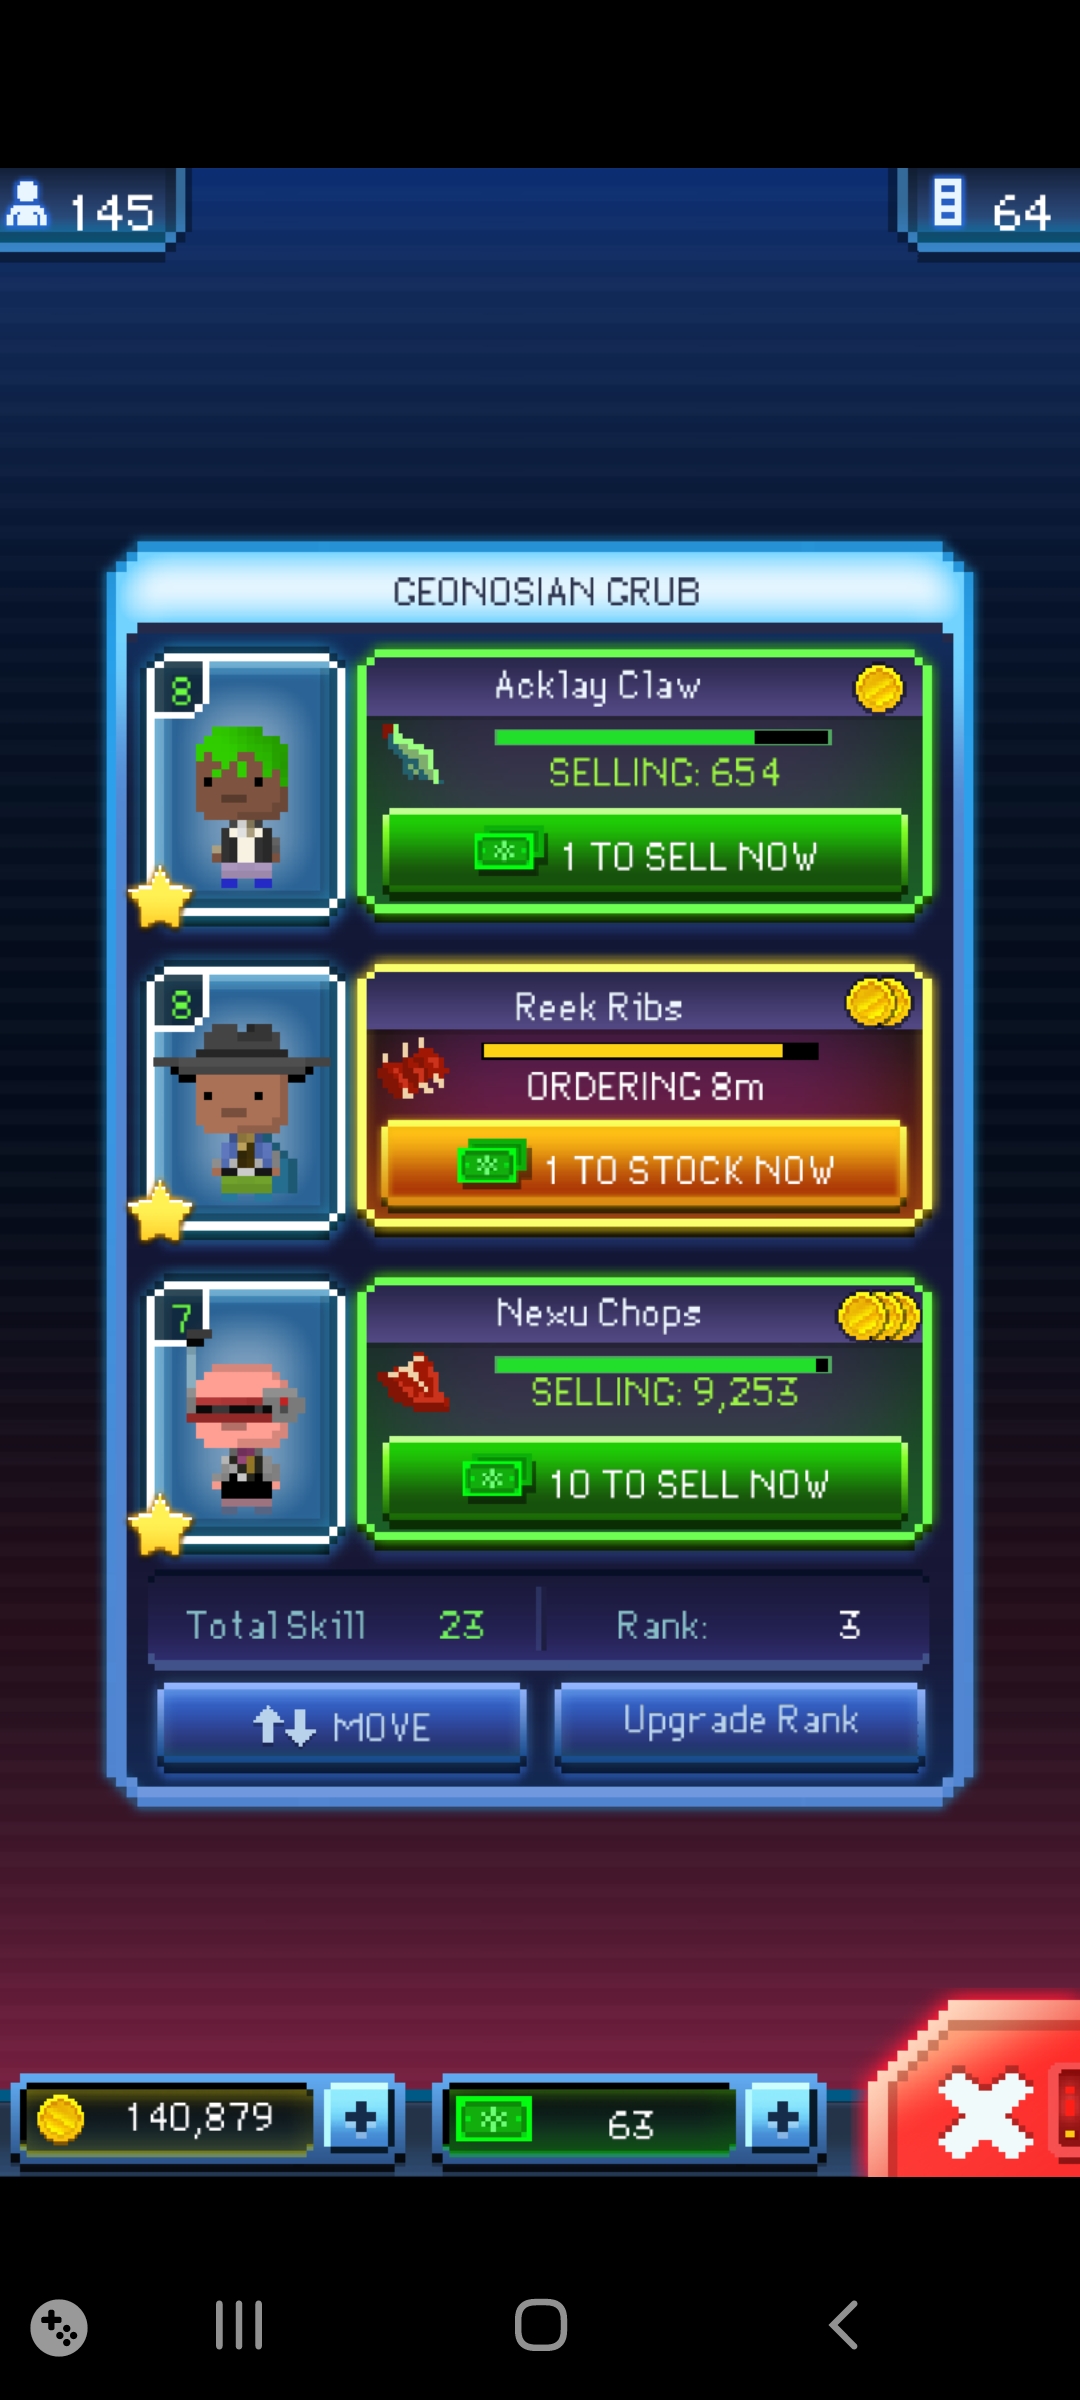 145
64
GEONOSIAN GRUB
8
Acklay Claw
SELLING: 654
1 TO SELL NOW
8
Reek Ribs
ORDERING 8m
1 TO STOCK NOW
7
Nexu Chops
SELLING: 9,253
10 TO SELL NOW
Total Skill 23 Rank: 3
MOVE Upgrade Rank
140,879 63